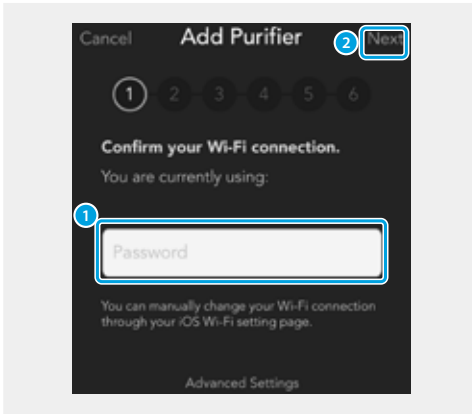 Cancel Add Purifier 2 Next
1 2 3 4 5 6
Confirm your Wi-Fi connection.
You are currently using:
1
Password
You can manually change your Wi-Fi connection
through your iOS Wi-Fi setting page.
Advanced Settings